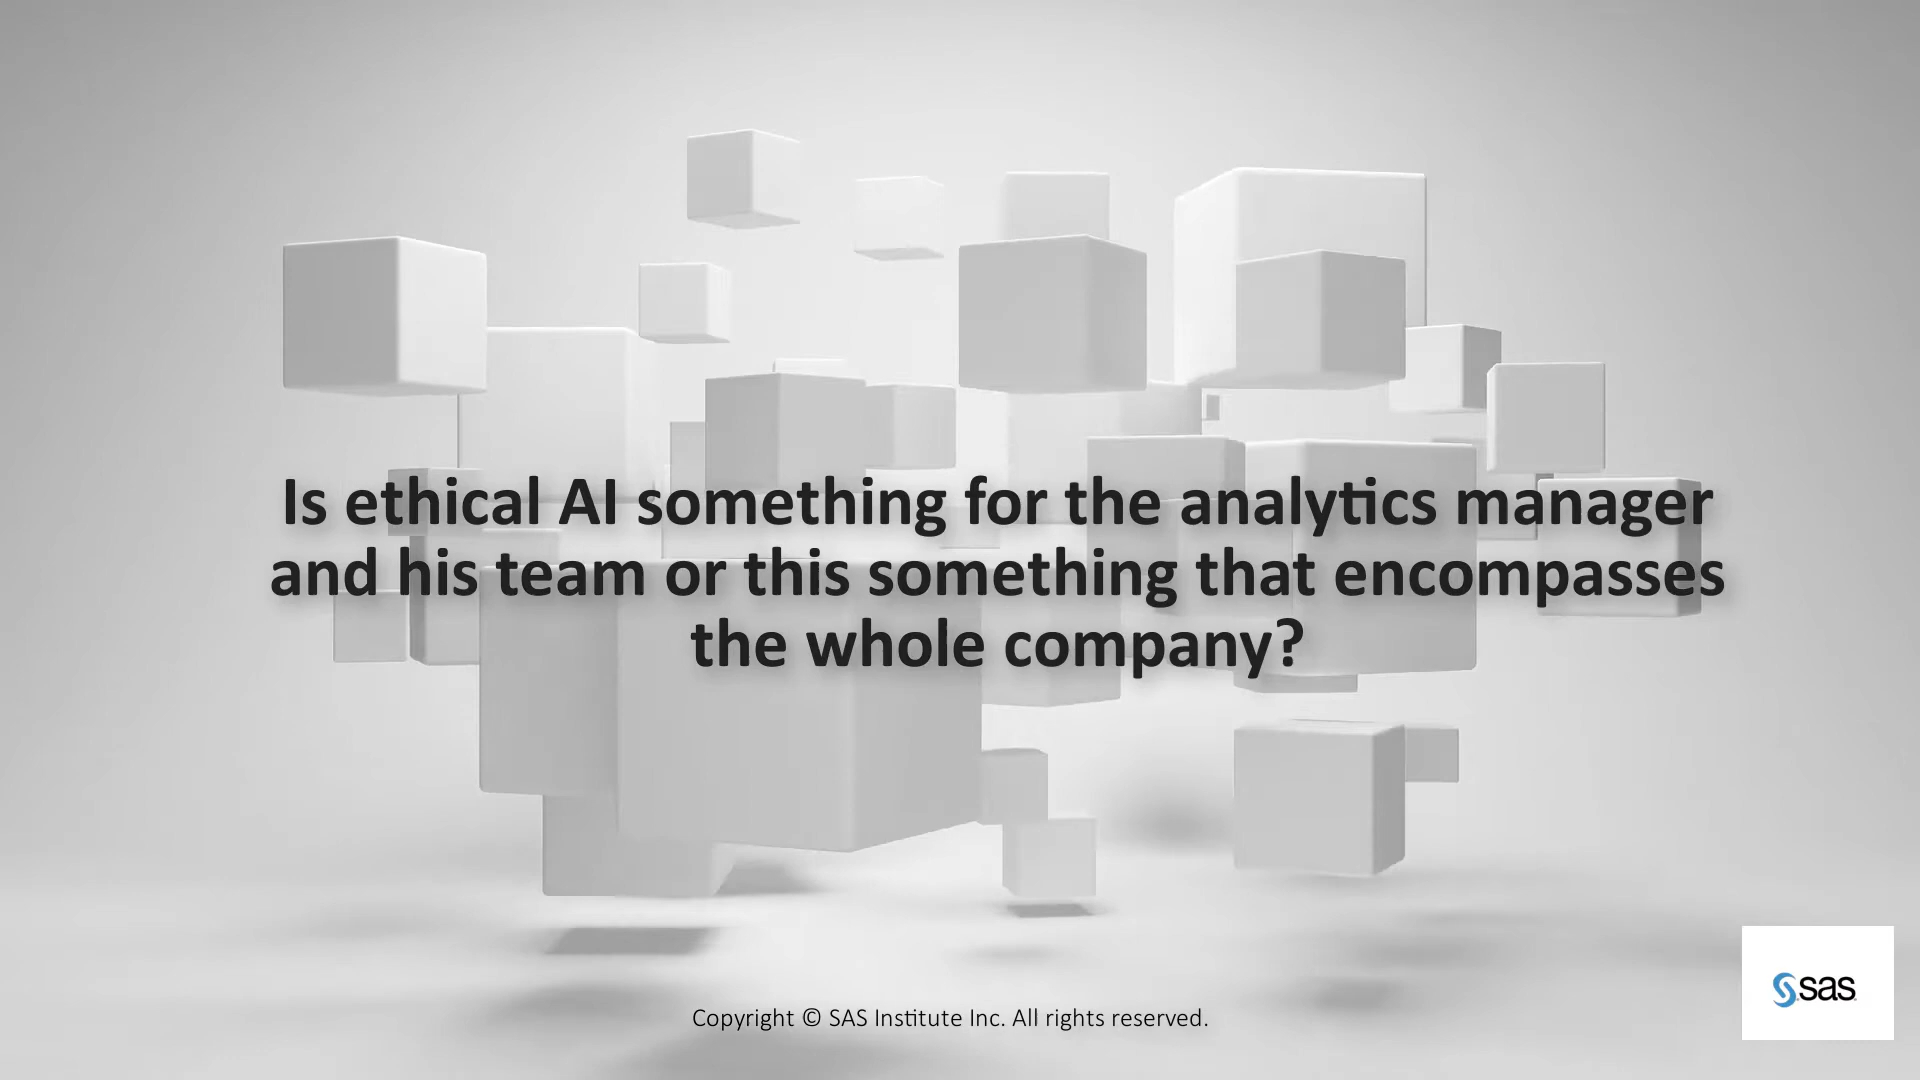 Is ethical AI something for the analytics manager
and his team or this something that encompasses
the whole company?
sas
Copyright © SAS Institute Inc. All rights reserved.